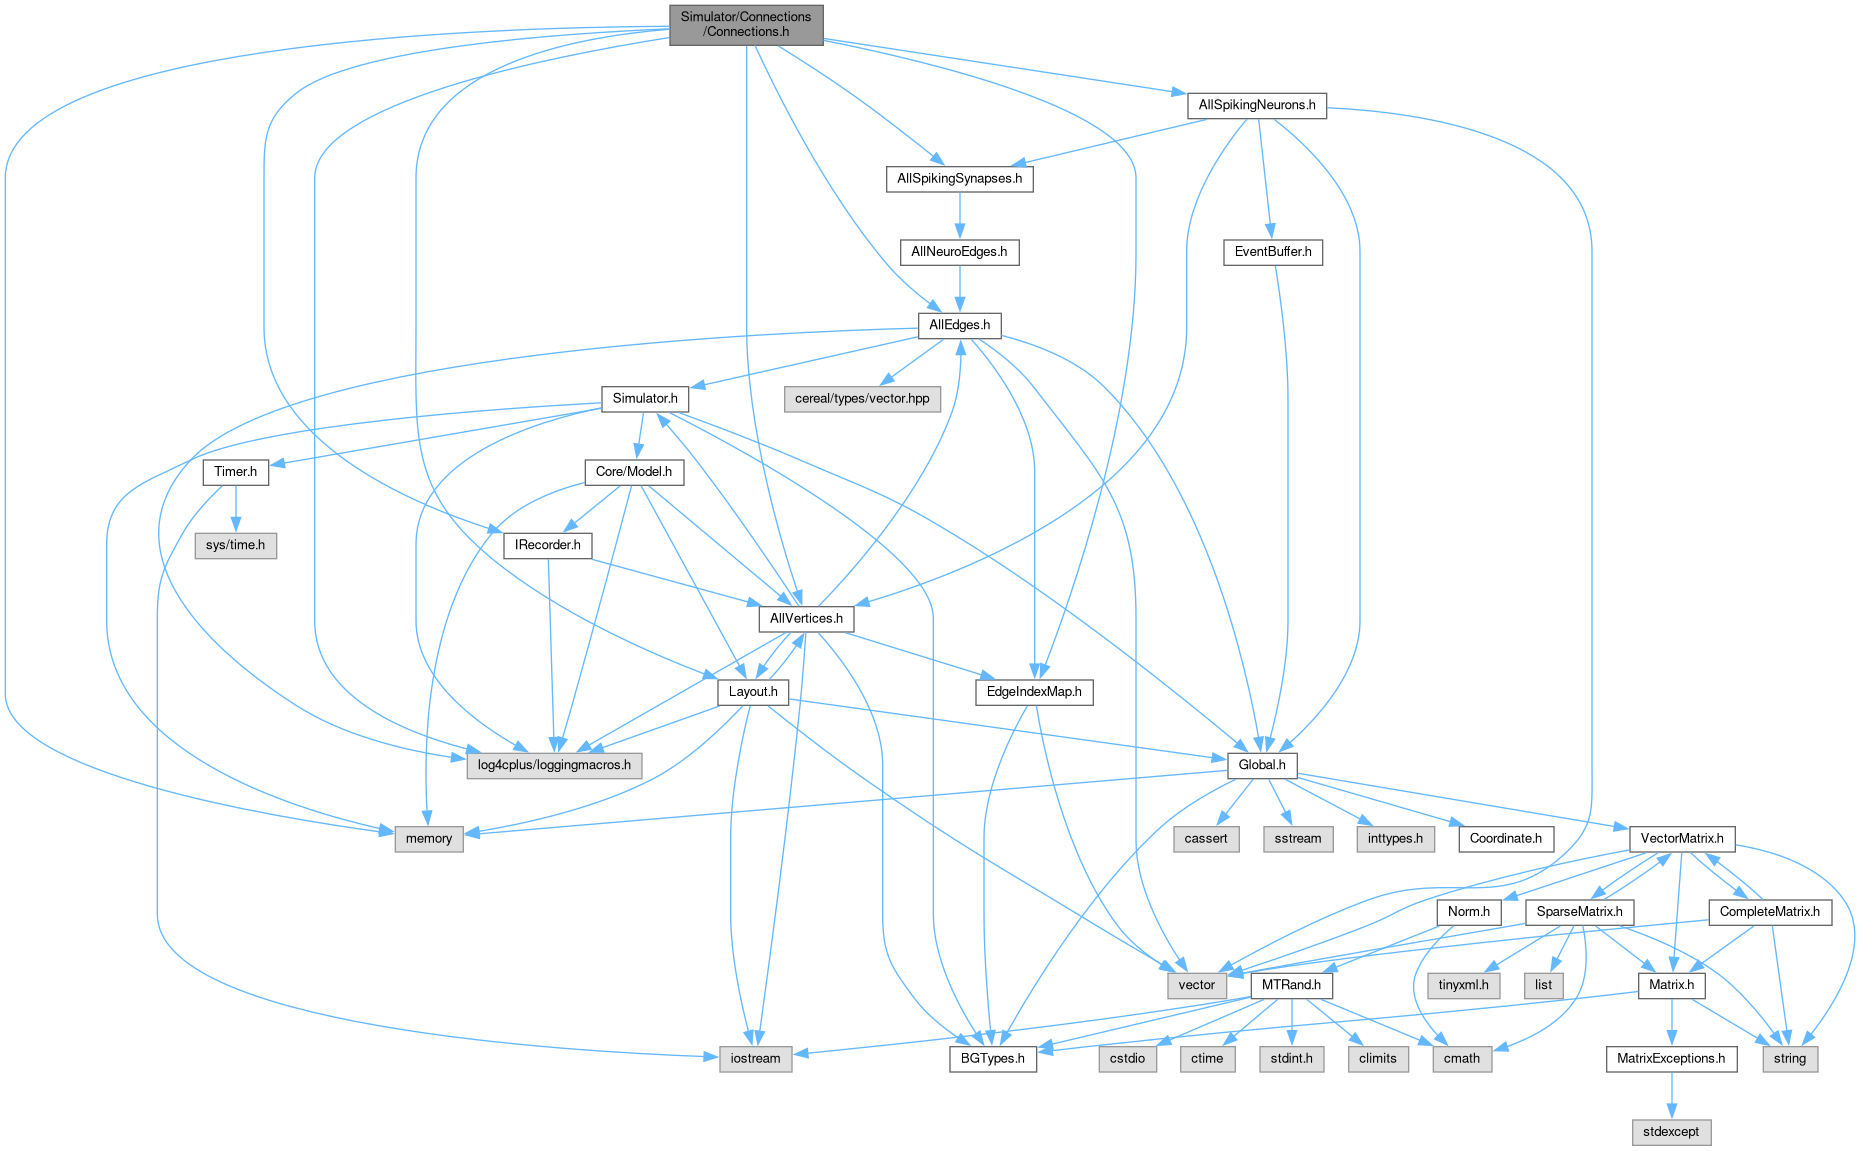 Simulator/Connections
/Connections.h
AllSpikingNeurons.h
AllSpikingSynapses.h
AllNeuroEdges.h
EventBuffer.h
AllEdges.h
Simulator.h
cereal/types/vector.hpp
Timer.h
Core/Model.h
sys/time.h
IRecorder.h
AllVertices.h
Layout.h
EdgeIndexMap.h
log4cplus/loggingmacros.h
Global.h
memory
cassert
sstream
inttypes.h
Coordinate.h
VectorMatrix.h
Norm.h
SparseMatrix.h
CompleteMatrix.h
vector
MTRand.h
tinyxml.h
list
Matrix.h
iostream
BGTypes.h
cstdio
ctime
stdint.h
climits
cmath
MatrixExceptions.h
string
stdexcept